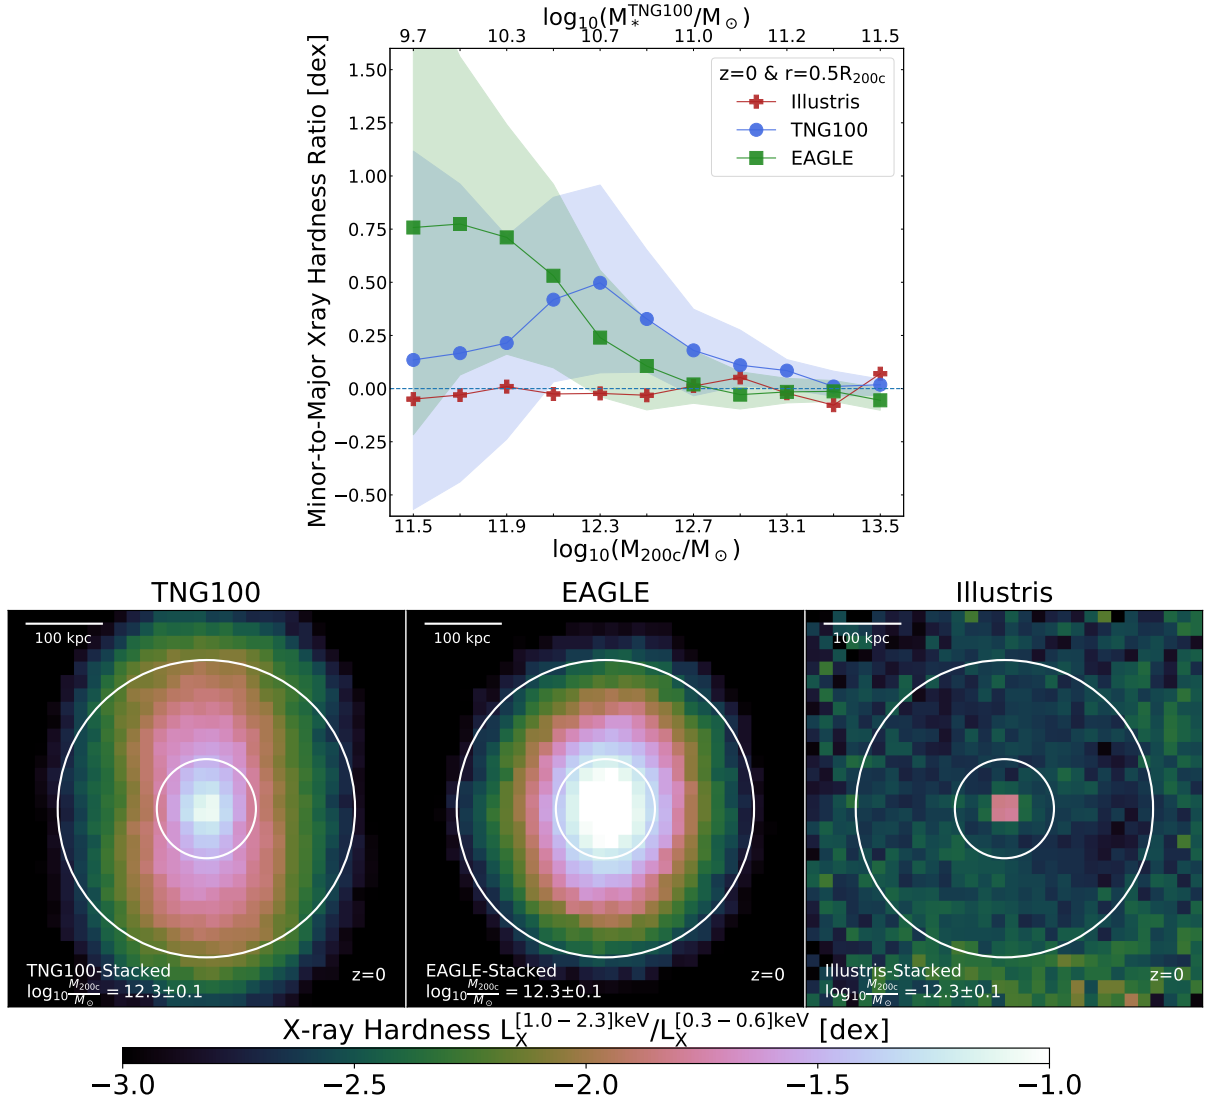 log₁₀(M∗^TNG100/M⊙)
9.7 10.3 10.7 11.0 11.2 11.5
Minor-to-Major Xray Hardness Ratio [dex]
1.50
1.25
1.00
0.75
0.50
0.25
0.00
−0.25
−0.50
z=0 & r=0.5R₂₀₀c
Illustris
TNG100
EAGLE
11.5 11.9 12.3 12.7 13.1 13.5
log₁₀(M₂₀₀c/M⊙)
TNG100 EAGLE Illustris
100 kpc 100 kpc 100 kpc
TNG100-Stacked
log₁₀ M₂₀₀c/M⊙ = 12.3±0.1
z=0
EAGLE-Stacked
log₁₀ M₂₀₀c/M⊙ = 12.3±0.1
z=0
Illustris-Stacked
log₁₀ M₂₀₀c/M⊙ = 12.3±0.1
z=0
X-ray Hardness L_X^[1.0−2.3]keV/L_X^[0.3−0.6]keV [dex]
−3.0 −2.5 −2.0 −1.5 −1.0